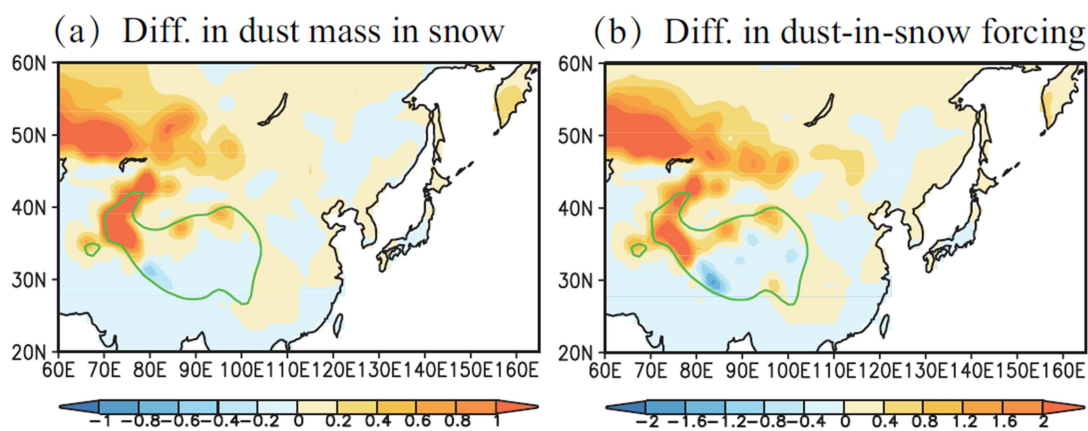 (a) Diff. in dust mass in snow
(b) Diff. in dust-in-snow forcing
60N
50N
40N
30N
20N
60E 70E 80E 90E 100E 110E 120E 130E 140E 150E 160E
-1 -0.8 -0.6 -0.4 -0.2 0 0.2 0.4 0.6 0.8 1
60N
50N
40N
30N
20N
60E 70E 80E 90E 100E 110E 120E 130E 140E 150E 160E
-2 -1.6 -1.2 -0.8 -0.4 0 0.4 0.8 1.2 1.6 2